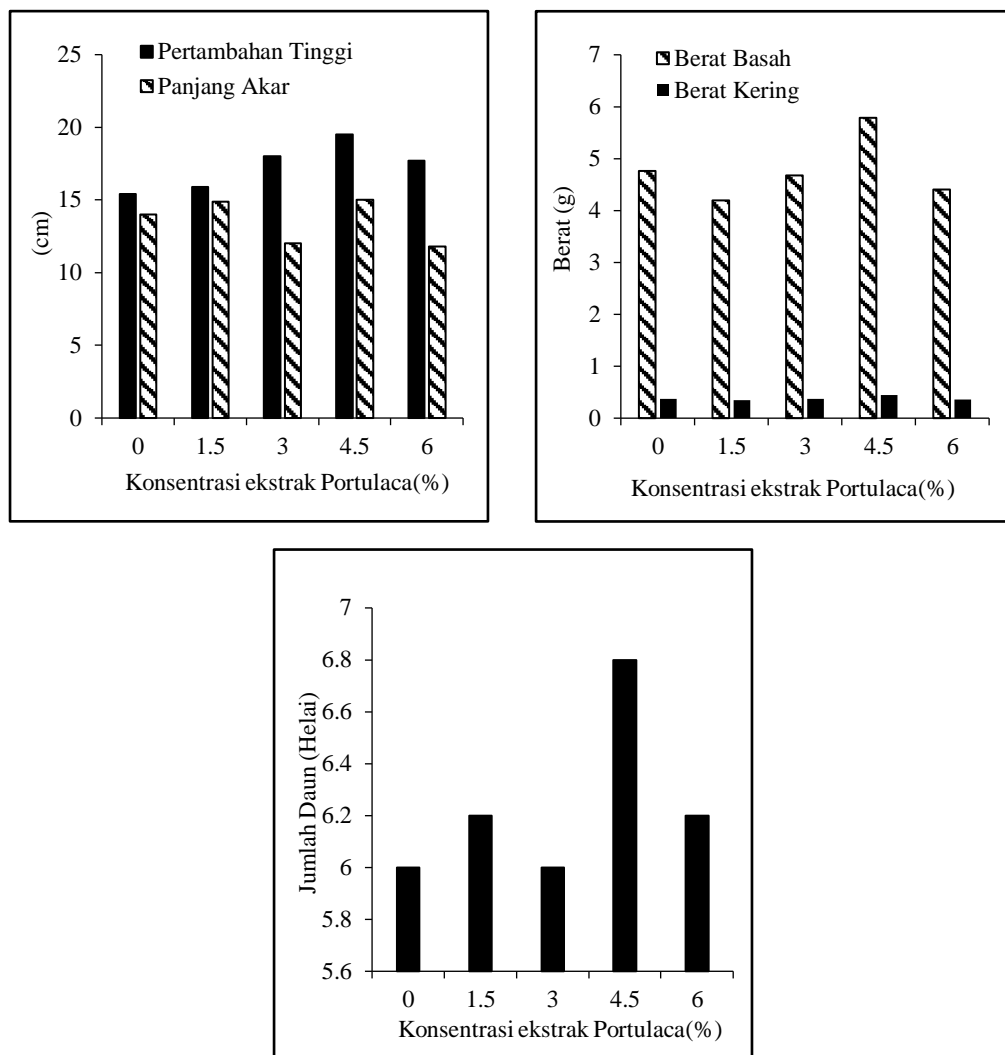 25
20
15
10
5
0
(cm)
Pertambahan Tinggi
Panjang Akar
0 1.5 3 4.5 6
Konsentrasi ekstrak Portulaca(%)
7
6
5
4
3
2
1
0
Berat (g)
Berat Basah
Berat Kering
0 1.5 3 4.5 6
Konsentrasi ekstrak Portulaca(%)
7
6.8
6.6
6.4
6.2
6
5.8
5.6
Jumlah Daun (Helai)
0 1.5 3 4.5 6
Konsentrasi ekstrak Portulaca(%)